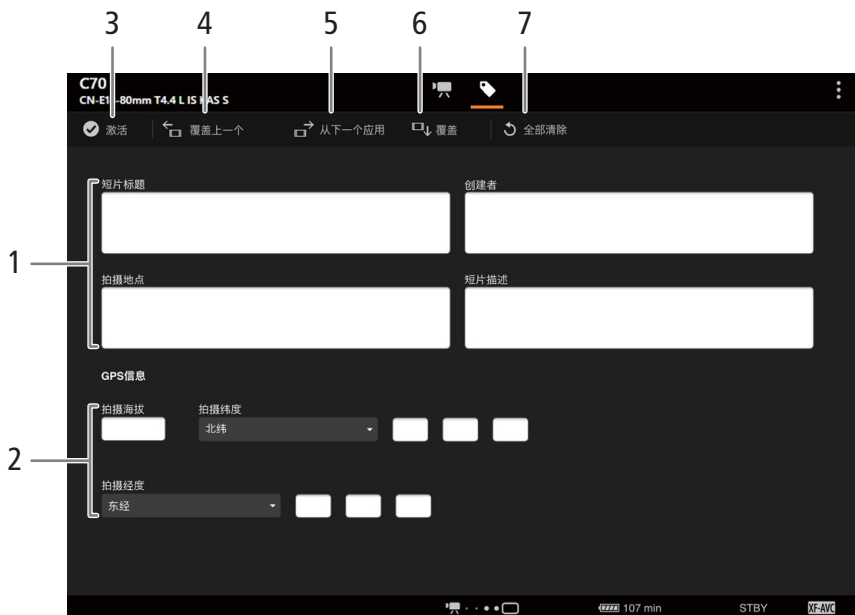 3 4 5 6 7
C70
CN-E18-80mm T4.4 L IS KAS S
激活 覆盖上一个 从下一个应用 覆盖 全部清除
短片标题 创建者
1
拍摄地点 短片描述
GPS信息
拍摄海拔 拍摄纬度
北纬
2
拍摄经度
东经
107 min STBY XF-AVC